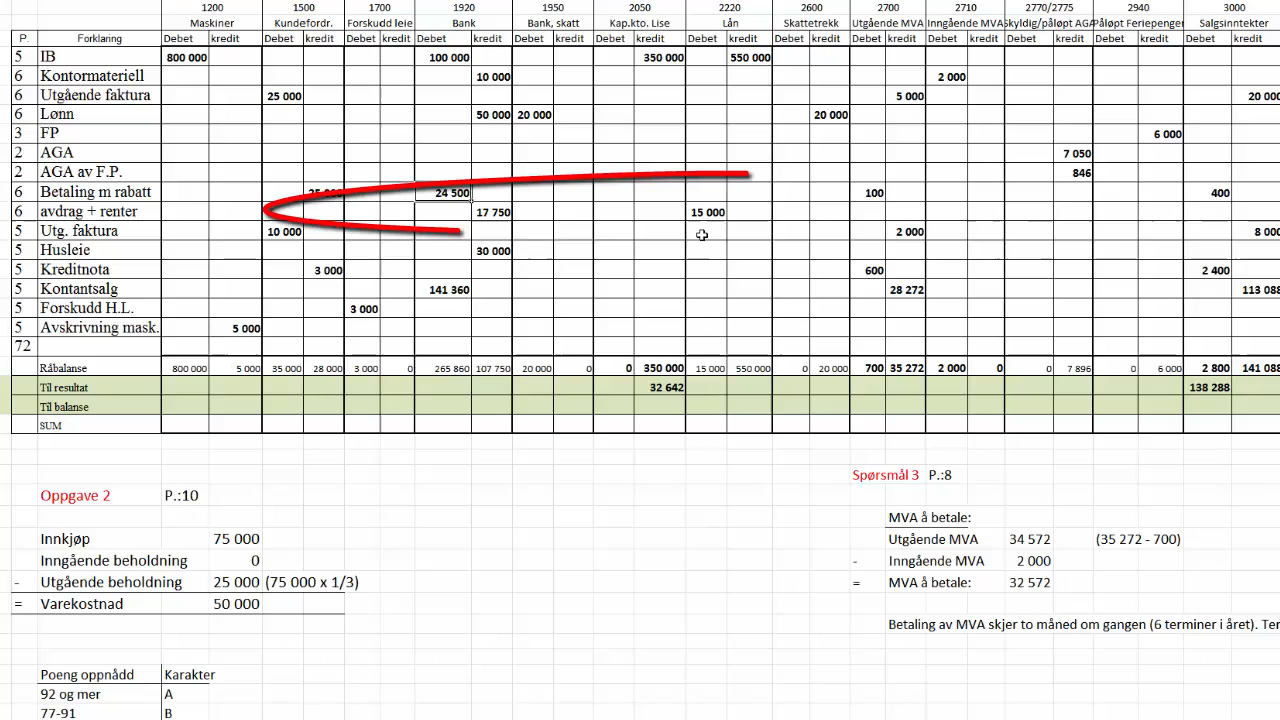 1200 1500 1700 1920 1950 2050 2220 2600 2700 2710 2770/2775 2940 3000
Maskiner Kundefordr. Forskudd leie Bank Bank, skatt Kap.kto. Lise Lån Skattetrekk Utgående MVA Inngående MVA Skyldig/påløpt AGA Påløpt Feriepenger Salgsinntekter
P. Forklaring Debet kredit Debet kredit Debet kredit Debet kredit Debet kredit Debet kredit Debet kredit Debet kredit Debet kredit Debet kredit Debet kredit Debet kredit Debet kredit
5 IB 800 000 100 000 350 000 550 000
6 Kontormateriell 10 000 2 000
6 Utgående faktura 25 000 5 000 20 000
6 Lønn 50 000 20 000 20 000
3 FP 6 000
2 AGA 7 050
2 AGA av F.P. 846
6 Betaling m rabatt 24 500 100 400
6 avdrag + renter 17 750 15 000
5 Utg. faktura 10 000 2 000 8 000
5 Husleie 30 000
5 Kreditnota 3 000 600 2 400
5 Kontantsalg 141 360 28 272 113 088
5 Forskudd H.L. 3 000
5 Avskrivning mask. 5 000
72
Råbalanse 800 000 5 000 35 000 28 000 3 000 0 265 860 107 750 20 000 0 0 350 000 15 000 550 000 0 20 000 700 35 272 2 000 0 0 7 896 0 6 000 2 800 141 088
Til resultat 32 642 138 288
Til balanse
SUM
Spørsmål 3 P.:8
Oppgave 2 P.:10
MVA å betale:
Innkjøp 75 000 Utgående MVA 34 572 (35 272 - 700)
Inngående beholdning 0 - Inngående MVA 2 000
- Utgående beholdning 25 000 (75 000 x 1/3) = MVA å betale: 32 572
= Varekostnad 50 000
Betaling av MVA skjer to måned om gangen (6 terminer i året).
Poeng oppnådd Karakter
92 og mer A
77-91 B